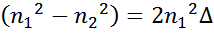 (n₁² − n₂²) = 2n₁²Δ